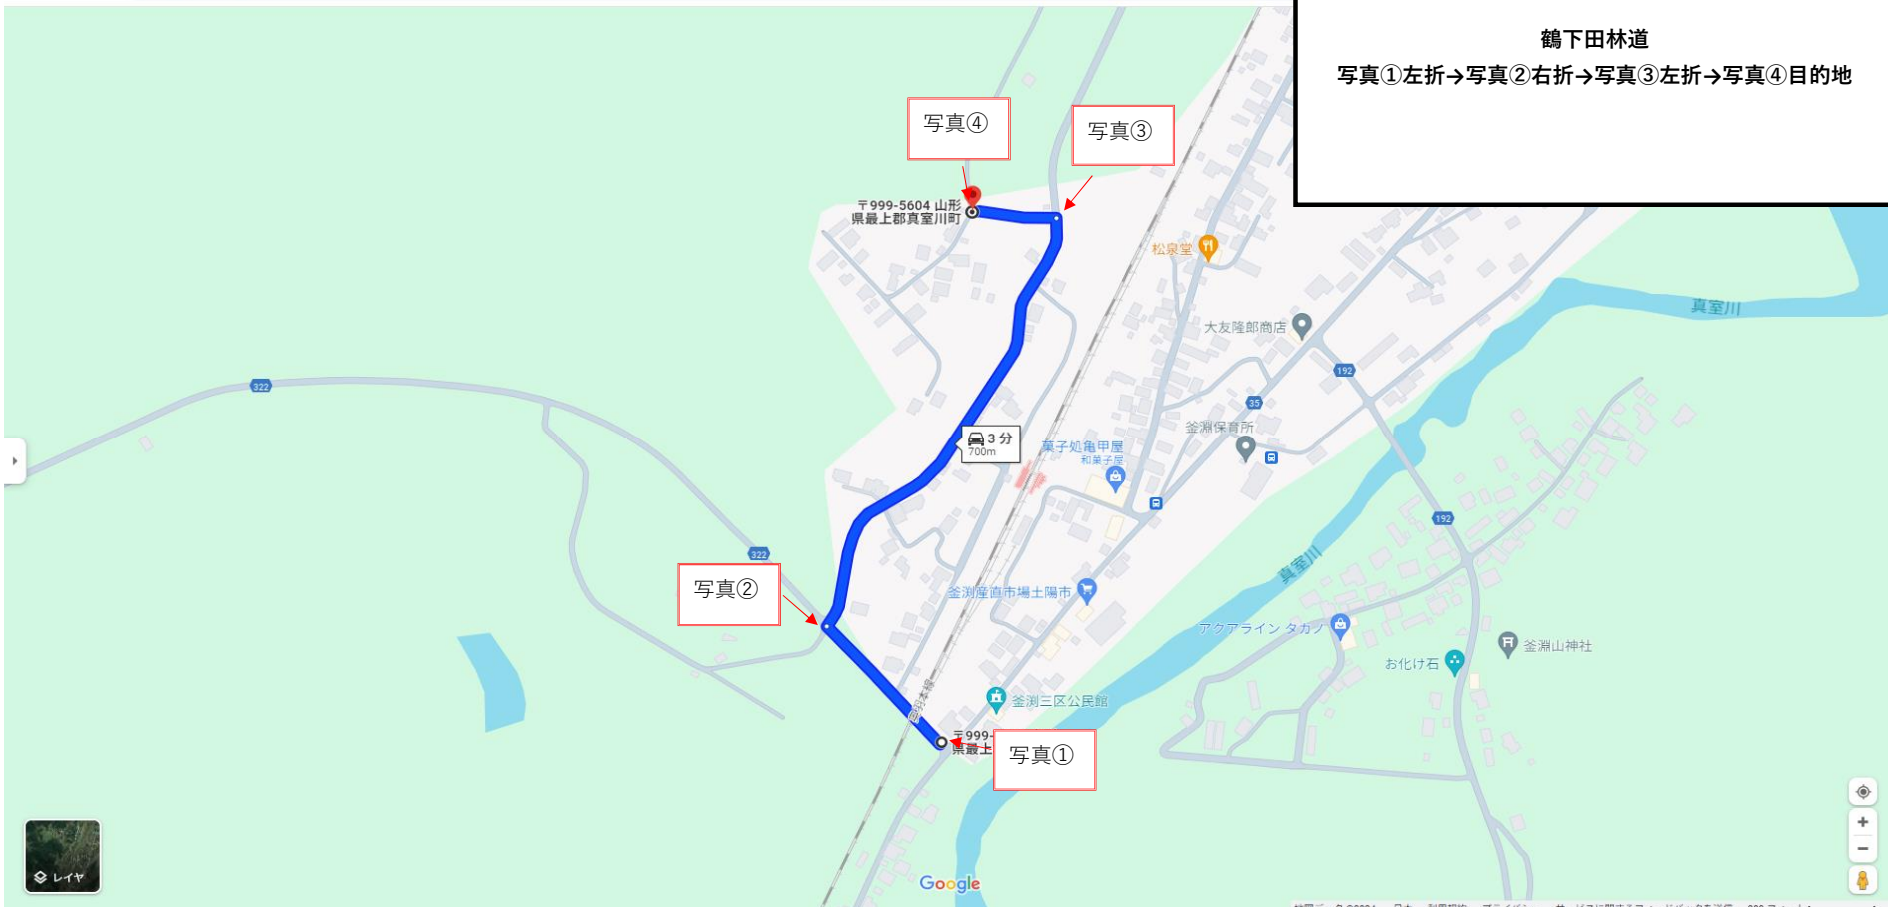 鶴下田林道
写真①左折→写真②右折→写真③左折→写真④目的地
写真④
写真③
〒999-5604 山形
県最上郡真室川町
松泉堂
真室川
大友隆郎商店
322
192
35
釜淵保育所
3 分
700m
菓子処亀甲屋
和菓子屋
192
322
真室川
写真②
釜渕産直市場土陽市
アクアライン タカノ
釜淵山神社
お化け石
釜渕三区公民館
〒999-
県最上
写真①
レイヤ
Google